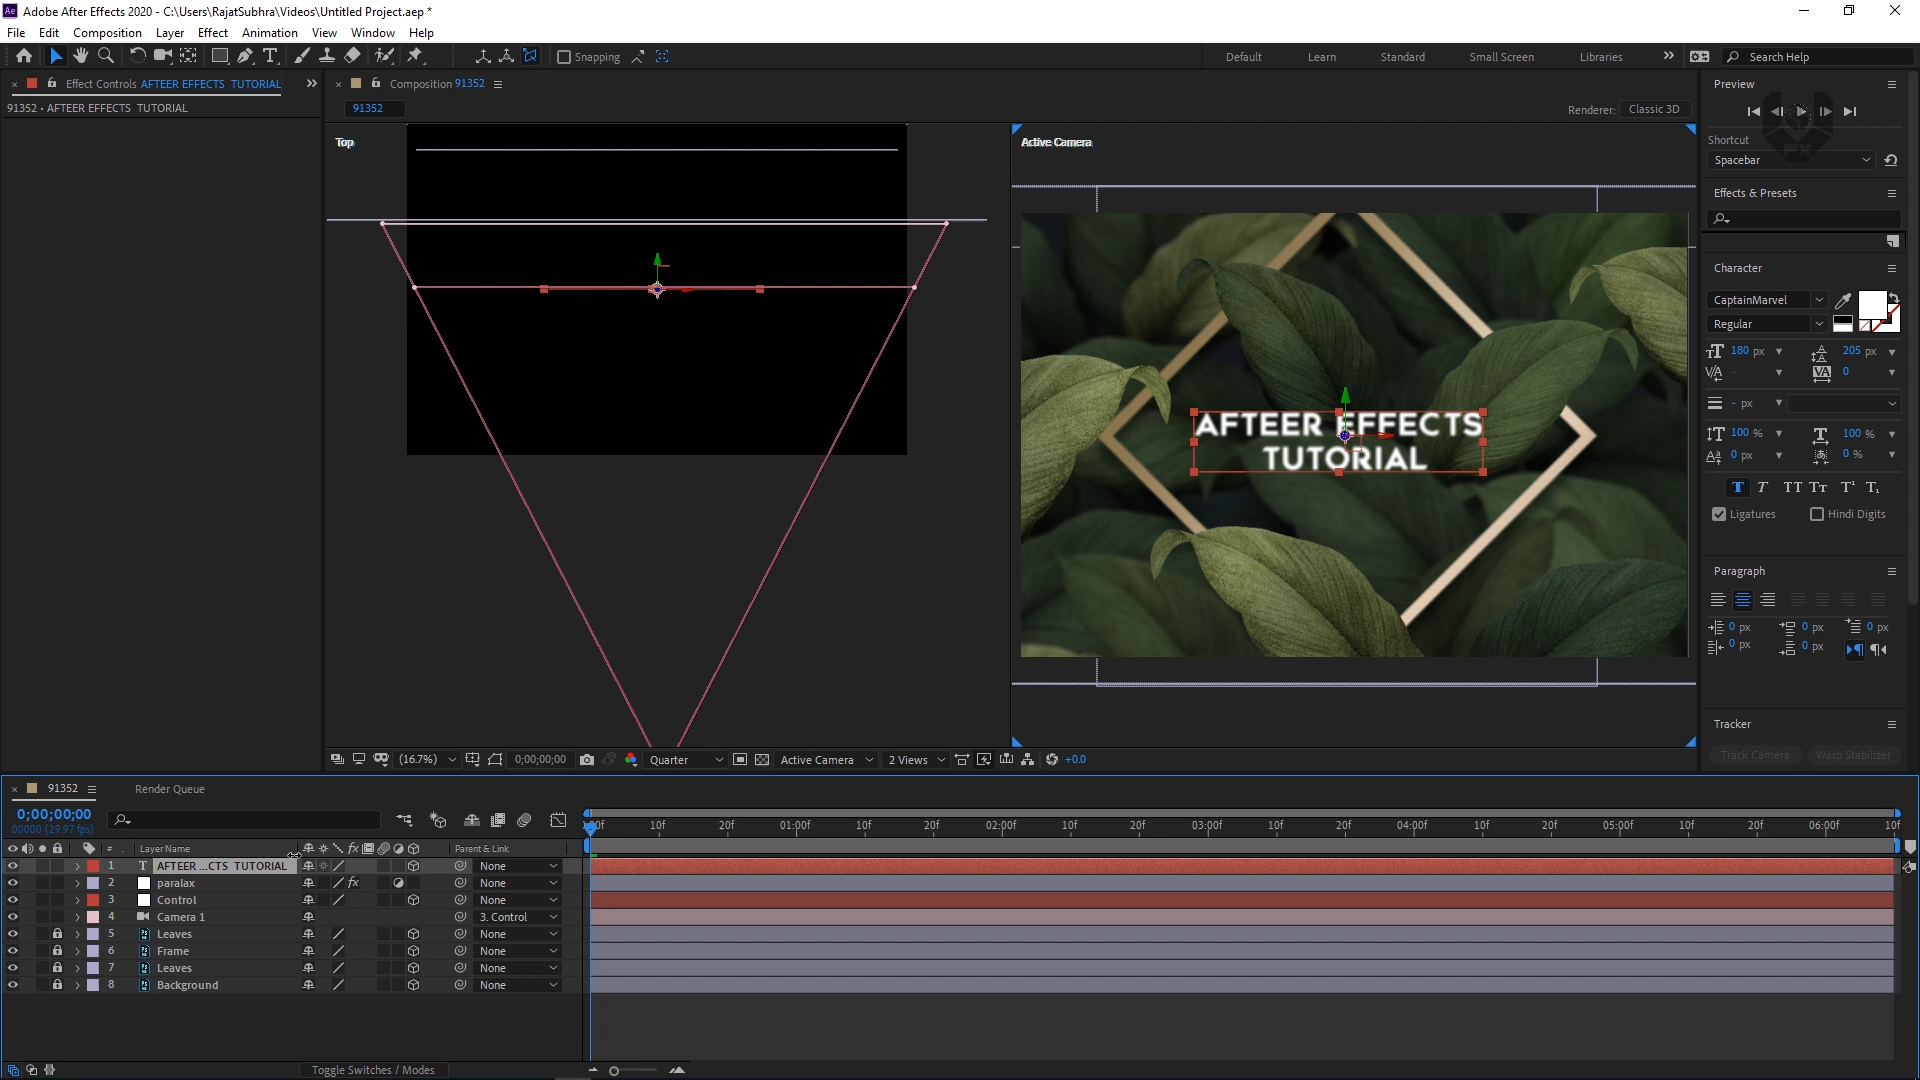 Adobe After Effects 2020 - C:\Users\RajatSubhra\Videos\Untitled Project.aep *
File Edit Composition Layer Effect Animation View Window Help
Snapping
Default Learn Standard Small Screen Libraries
Search Help
Effect Controls AFTEER EFFECTS TUTORIAL
91352 • AFTEER EFFECTS TUTORIAL
Composition 91352
91352
Renderer: Classic 3D
Top
Active Camera
AFTEER EFFECTS
TUTORIAL
(16.7%) 0;00;00;00 Quarter Active Camera 2 Views +0.0
Preview
Shortcut
Spacebar
Effects & Presets
Character
CaptainMarvel
Regular
180 px 205 px
- 0
- px
100 % 100 %
0 px 0 %
Ligatures Hindi Digits
Paragraph
0 px 0 px 0 px
0 px 0 px
Tracker
Track Camera Warp Stabilizer
91352 Render Queue
0;00;00;00
00000 (29.97 fps)
:00f 10f 20f 01:00f 10f 20f 02:00f 10f 20f 03:00f 10f 20f 04:00f 10f 20f 05:00f 10f 20f 06:00f 10f
# Layer Name Parent & Link
1 AFTEER ...CTS TUTORIAL None
2 paralax fx None
3 Control None
4 Camera 1 3. Control
5 Leaves None
6 Frame None
7 Leaves None
8 Background None
Toggle Switches / Modes